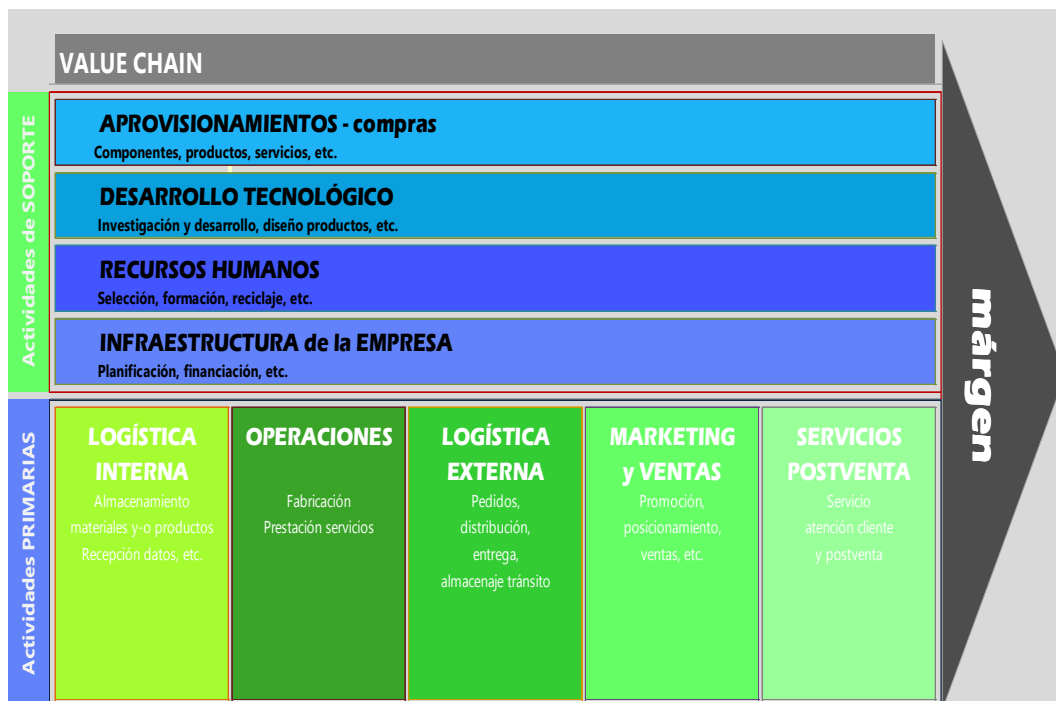 VALUE CHAIN
Actividades de SOPORTE
APROVISIONAMIENTOS - compras
Componentes, productos, servicios, etc.
DESARROLLO TECNOLÓGICO
Investigación y desarrollo, diseño productos, etc.
RECURSOS HUMANOS
Selección, formación, reciclaje, etc.
INFRAESTRUCTURA de la EMPRESA
Planificación, financiación, etc.
Actividades PRIMARIAS
LOGÍSTICA
INTERNA
Almacenamiento
materiales y-o productos
Recepción datos, etc.
OPERACIONES
Fabricación
Prestación servicios
LOGÍSTICA
EXTERNA
Pedidos,
distribución,
entrega,
almacenaje tránsito
MARKETING
y VENTAS
Promoción,
posicionamiento,
ventas, etc.
SERVICIOS
POSTVENTA
Servicio
atención cliente
y postventa
márgen